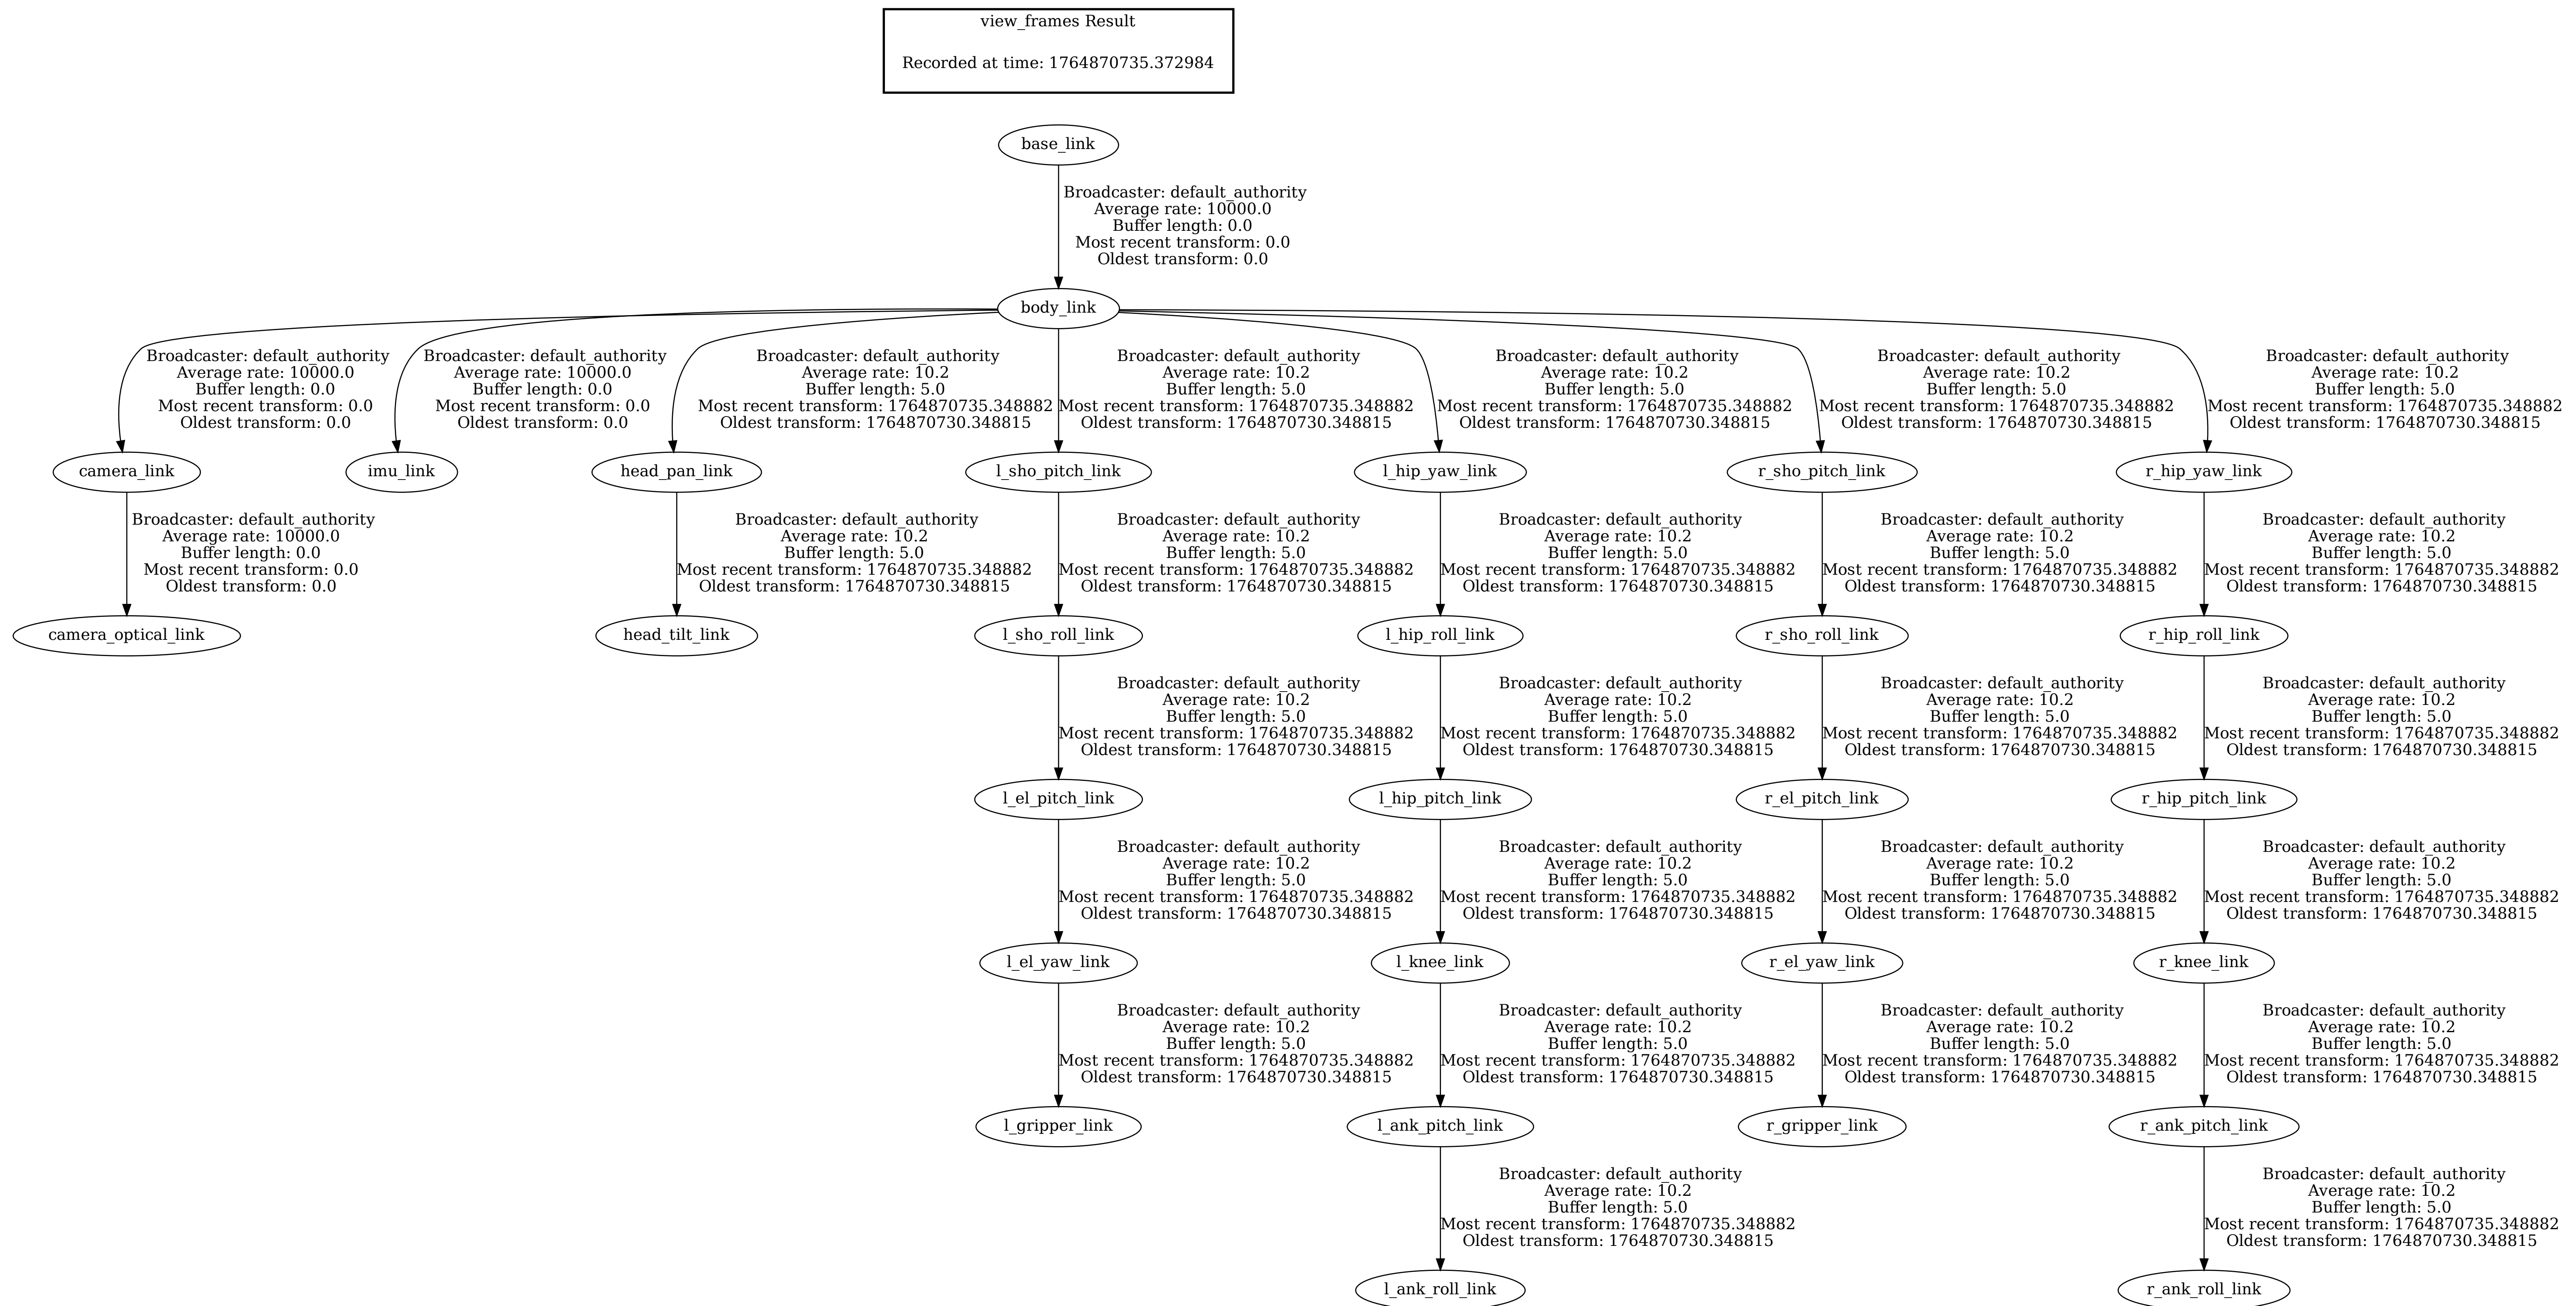 view_frames Result
Recorded at time: 1764870735.372984
base_link
Broadcaster: default_authority
Average rate: 10000.0
Buffer length: 0.0
Most recent transform: 0.0
Oldest transform: 0.0
body_link
Broadcaster: default_authority
Average rate: 10000.0
Buffer length: 0.0
Most recent transform: 0.0
Oldest transform: 0.0
Broadcaster: default_authority
Average rate: 10000.0
Buffer length: 0.0
Most recent transform: 0.0
Oldest transform: 0.0
Broadcaster: default_authority
Average rate: 10.2
Buffer length: 5.0
Most recent transform: 1764870735.348882
Oldest transform: 1764870730.348815
Broadcaster: default_authority
Average rate: 10.2
Buffer length: 5.0
Most recent transform: 1764870735.348882
Oldest transform: 1764870730.348815
Broadcaster: default_authority
Average rate: 10.2
Buffer length: 5.0
Most recent transform: 1764870735.348882
Oldest transform: 1764870730.348815
Broadcaster: default_authority
Average rate: 10.2
Buffer length: 5.0
Most recent transform: 1764870735.348882
Oldest transform: 1764870730.348815
Broadcaster: default_authority
Average rate: 10.2
Buffer length: 5.0
Most recent transform: 1764870735.348882
Oldest transform: 1764870730.348815
camera_link
imu_link
head_pan_link
l_sho_pitch_link
l_hip_yaw_link
r_sho_pitch_link
r_hip_yaw_link
Broadcaster: default_authority
Average rate: 10000.0
Buffer length: 0.0
Most recent transform: 0.0
Oldest transform: 0.0
Broadcaster: default_authority
Average rate: 10.2
Buffer length: 5.0
Most recent transform: 1764870735.348882
Oldest transform: 1764870730.348815
Broadcaster: default_authority
Average rate: 10.2
Buffer length: 5.0
Most recent transform: 1764870735.348882
Oldest transform: 1764870730.348815
Broadcaster: default_authority
Average rate: 10.2
Buffer length: 5.0
Most recent transform: 1764870735.348882
Oldest transform: 1764870730.348815
Broadcaster: default_authority
Average rate: 10.2
Buffer length: 5.0
Most recent transform: 1764870735.348882
Oldest transform: 1764870730.348815
Broadcaster: default_authority
Average rate: 10.2
Buffer length: 5.0
Most recent transform: 1764870735.348882
Oldest transform: 1764870730.348815
camera_optical_link
head_tilt_link
l_sho_roll_link
l_hip_roll_link
r_sho_roll_link
r_hip_roll_link
Broadcaster: default_authority
Average rate: 10.2
Buffer length: 5.0
Most recent transform: 1764870735.348882
Oldest transform: 1764870730.348815
Broadcaster: default_authority
Average rate: 10.2
Buffer length: 5.0
Most recent transform: 1764870735.348882
Oldest transform: 1764870730.348815
Broadcaster: default_authority
Average rate: 10.2
Buffer length: 5.0
Most recent transform: 1764870735.348882
Oldest transform: 1764870730.348815
Broadcaster: default_authority
Average rate: 10.2
Buffer length: 5.0
Most recent transform: 1764870735.348882
Oldest transform: 1764870730.348815
l_el_pitch_link
l_hip_pitch_link
r_el_pitch_link
r_hip_pitch_link
Broadcaster: default_authority
Average rate: 10.2
Buffer length: 5.0
Most recent transform: 1764870735.348882
Oldest transform: 1764870730.348815
Broadcaster: default_authority
Average rate: 10.2
Buffer length: 5.0
Most recent transform: 1764870735.348882
Oldest transform: 1764870730.348815
Broadcaster: default_authority
Average rate: 10.2
Buffer length: 5.0
Most recent transform: 1764870735.348882
Oldest transform: 1764870730.348815
Broadcaster: default_authority
Average rate: 10.2
Buffer length: 5.0
Most recent transform: 1764870735.348882
Oldest transform: 1764870730.348815
l_el_yaw_link
l_knee_link
r_el_yaw_link
r_knee_link
Broadcaster: default_authority
Average rate: 10.2
Buffer length: 5.0
Most recent transform: 1764870735.348882
Oldest transform: 1764870730.348815
Broadcaster: default_authority
Average rate: 10.2
Buffer length: 5.0
Most recent transform: 1764870735.348882
Oldest transform: 1764870730.348815
Broadcaster: default_authority
Average rate: 10.2
Buffer length: 5.0
Most recent transform: 1764870735.348882
Oldest transform: 1764870730.348815
Broadcaster: default_authority
Average rate: 10.2
Buffer length: 5.0
Most recent transform: 1764870735.348882
Oldest transform: 1764870730.348815
l_gripper_link
l_ank_pitch_link
r_gripper_link
r_ank_pitch_link
Broadcaster: default_authority
Average rate: 10.2
Buffer length: 5.0
Most recent transform: 1764870735.348882
Oldest transform: 1764870730.348815
Broadcaster: default_authority
Average rate: 10.2
Buffer length: 5.0
Most recent transform: 1764870735.348882
Oldest transform: 1764870730.348815
l_ank_roll_link
r_ank_roll_link